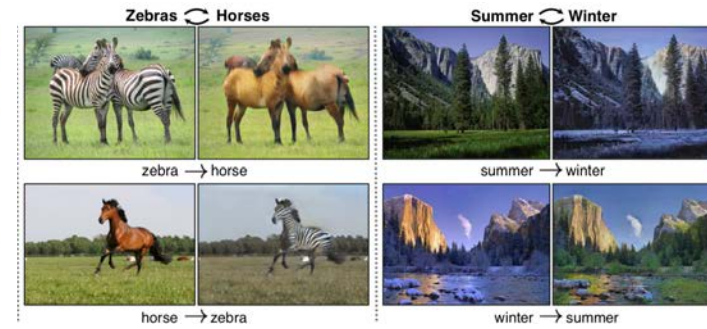 Zebras Horses
zebra → horse
horse → zebra
Summer Winter
summer → winter
winter → summer